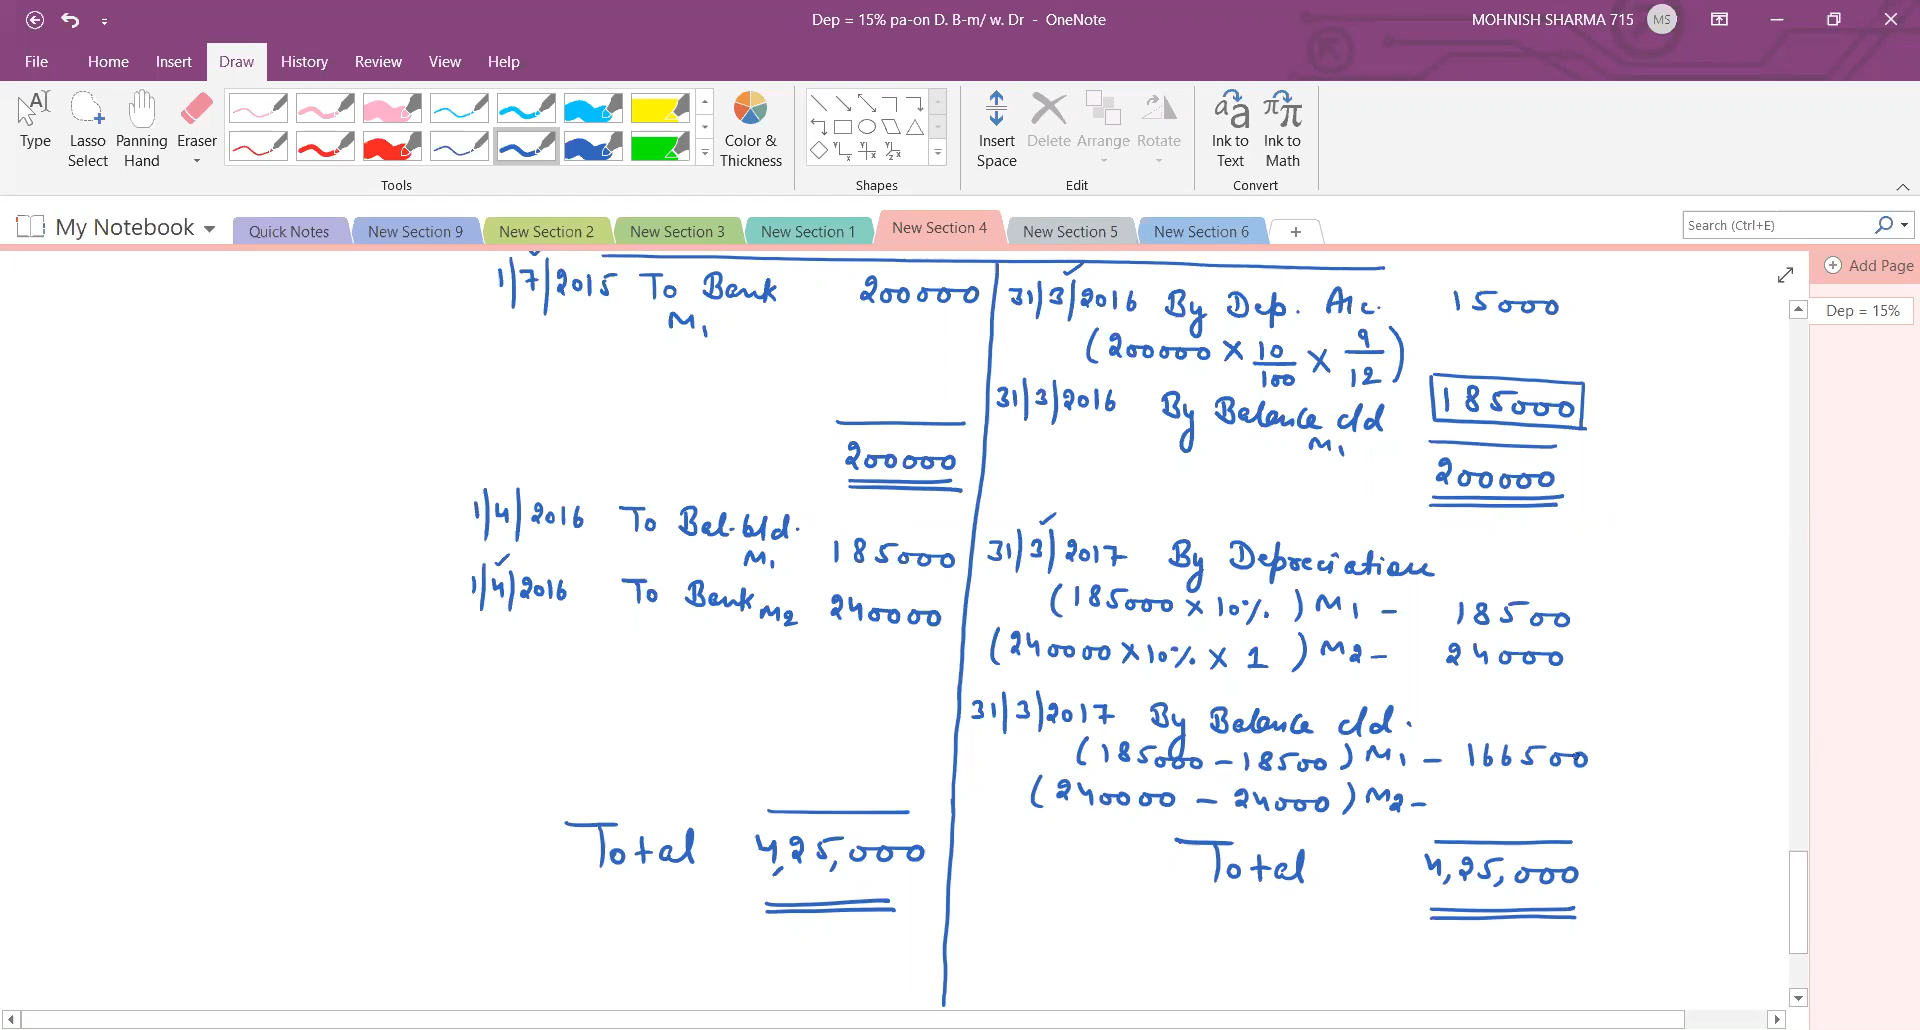 Dep = 15% pa-on D. B-m/ w. Dr - OneNote
MOHNISH SHARMA 715
MS
File Home Insert Draw History Review View Help
Type
Lasso Select
Panning Hand
Eraser
Color & Thickness
Insert Space
Delete
Arrange
Rotate
Ink to Text
Ink to Math
Tools
Shapes
Edit
Convert
My Notebook
Quick Notes
New Section 9
New Section 2
New Section 3
New Section 1
New Section 4
New Section 5
New Section 6
+
Search (Ctrl+E)
Add Page
Dep = 15%
1/7/2015 To Bank 200000
M1
200000
1/4/2016 To Bal. b/d.
M1 185000
1/4/2016 To Bank M2 240000
Total 4,25,000
31/3/2016 By Dep. A/c. 15000
(200000 × 10/100 × 9/12)
31/3/2016 By Balance c/d 185000
M1
200000
31/3/2017 By Depreciation
(185000 × 10%) M1 - 18500
(240000 × 10% × 1) M2 - 24000
31/3/2017 By Balance c/d.
(185000 - 18500) M1 - 166500
(240000 - 24000) M2 -
Total 4,25,000